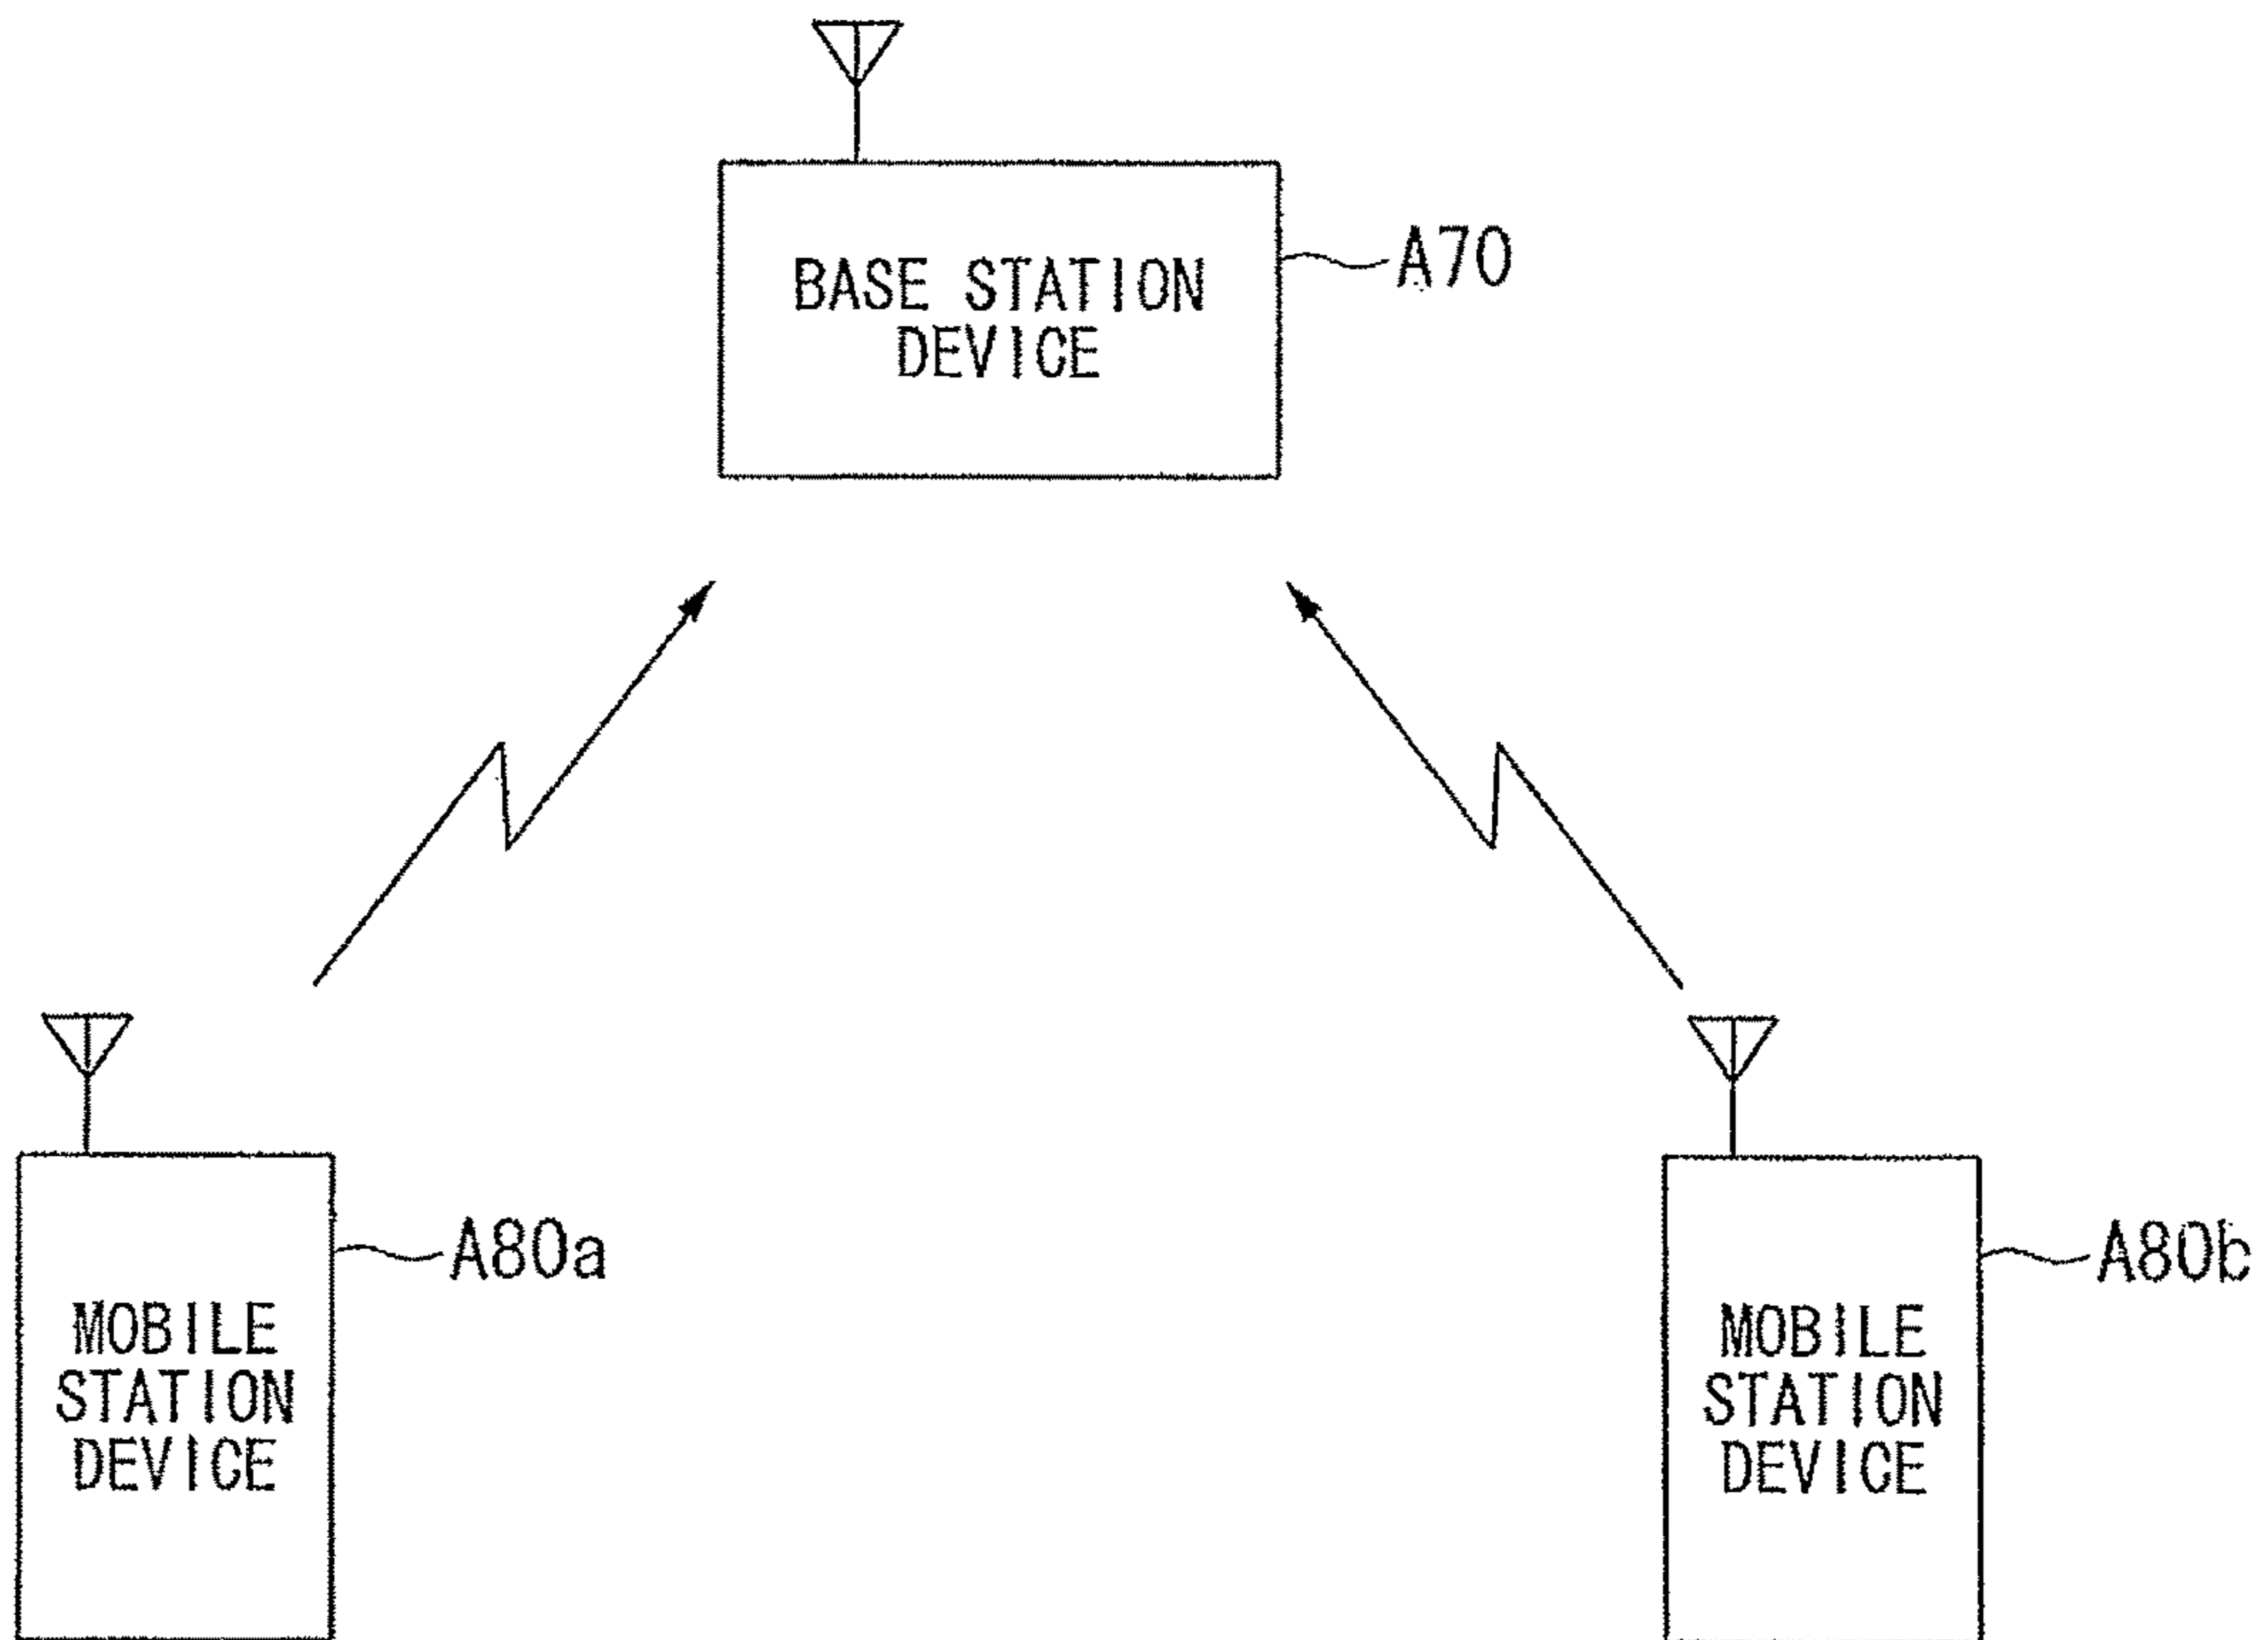 BASE STATION
DEVICE
A70
A80a
MOBILE
STATION
DEVICE
A80b
MOBILE
STATION
DEVICE